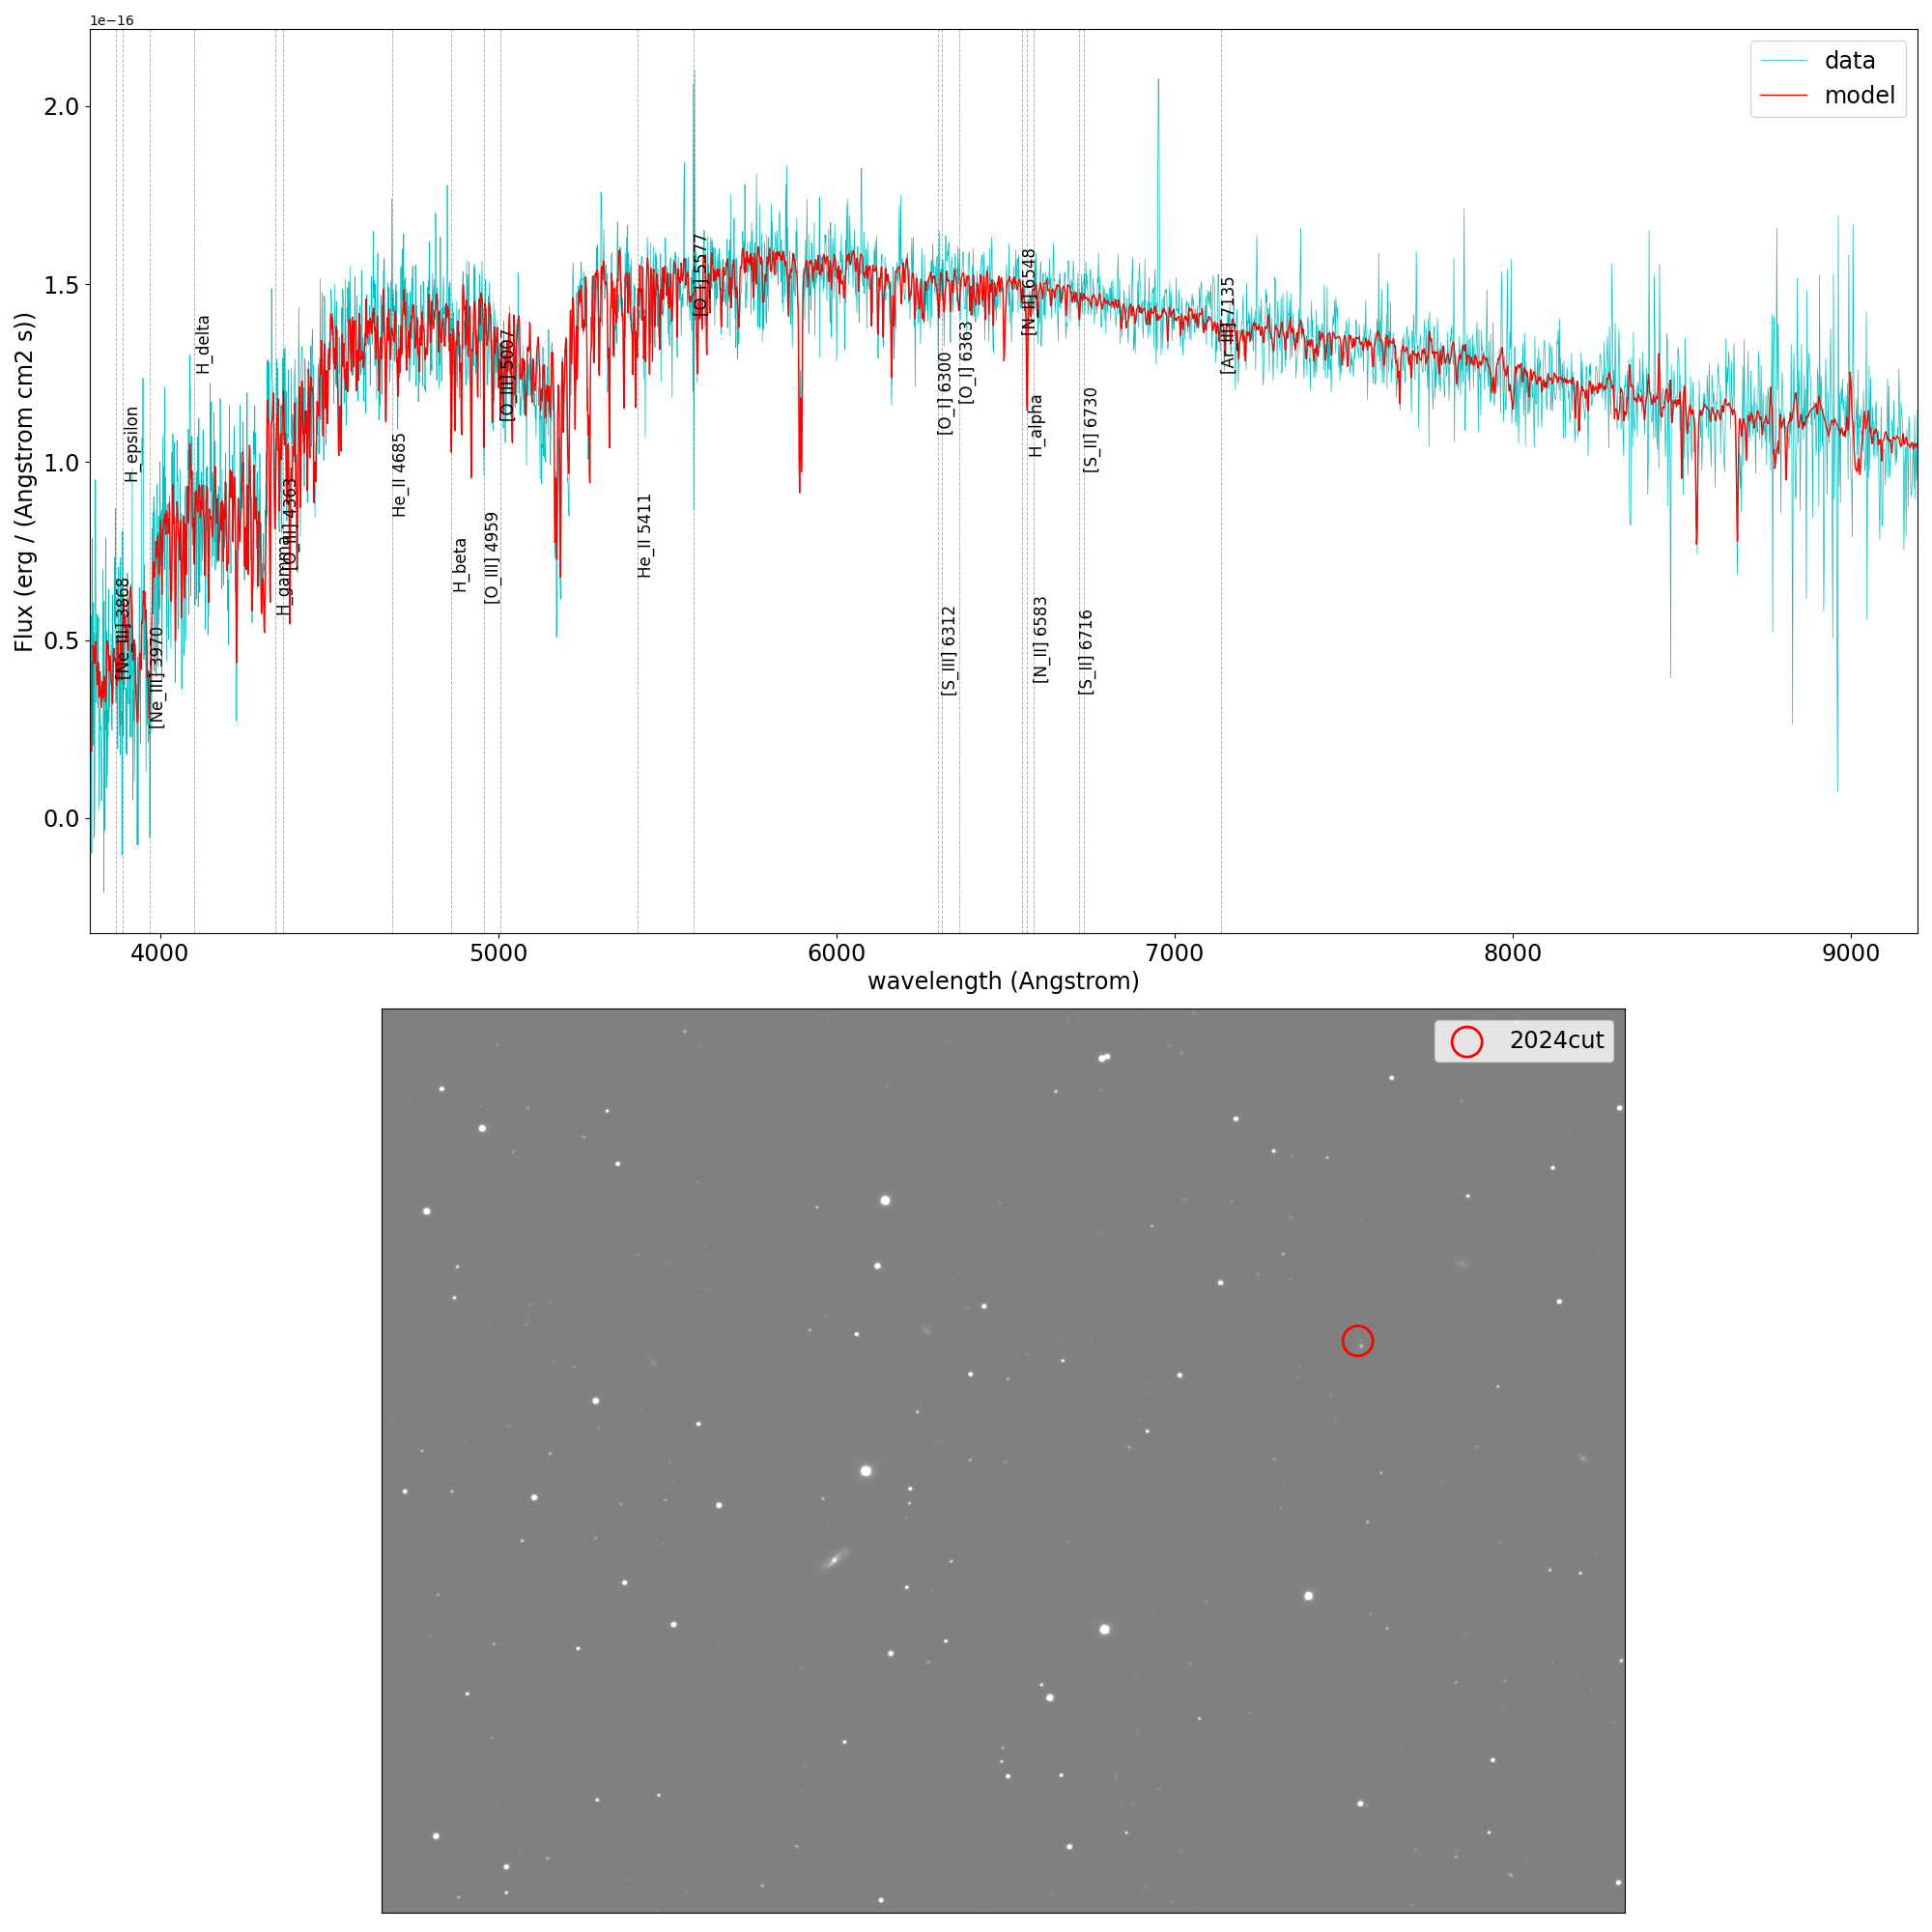 1e−16
data
model
Flux (erg / (Angstrom cm2 s))
2.0
1.5
1.0
0.5
0.0
[Ne_III] 3868
H_epsilon
[Ne_III] 3970
H_delta
H_gamma
[O_III] 4363
He_II 4685
H_beta
[O_III] 4959
[O_III] 5007
He_II 5411
[O_I] 5577
[O_I] 6300
[S_III] 6312
[O_I] 6363
[N_II] 6548
H_alpha
[N_II] 6583
[S_II] 6716
[S_II] 6730
[Ar_III] 7135
4000 5000 6000 7000 8000 9000
wavelength (Angstrom)
2024cut